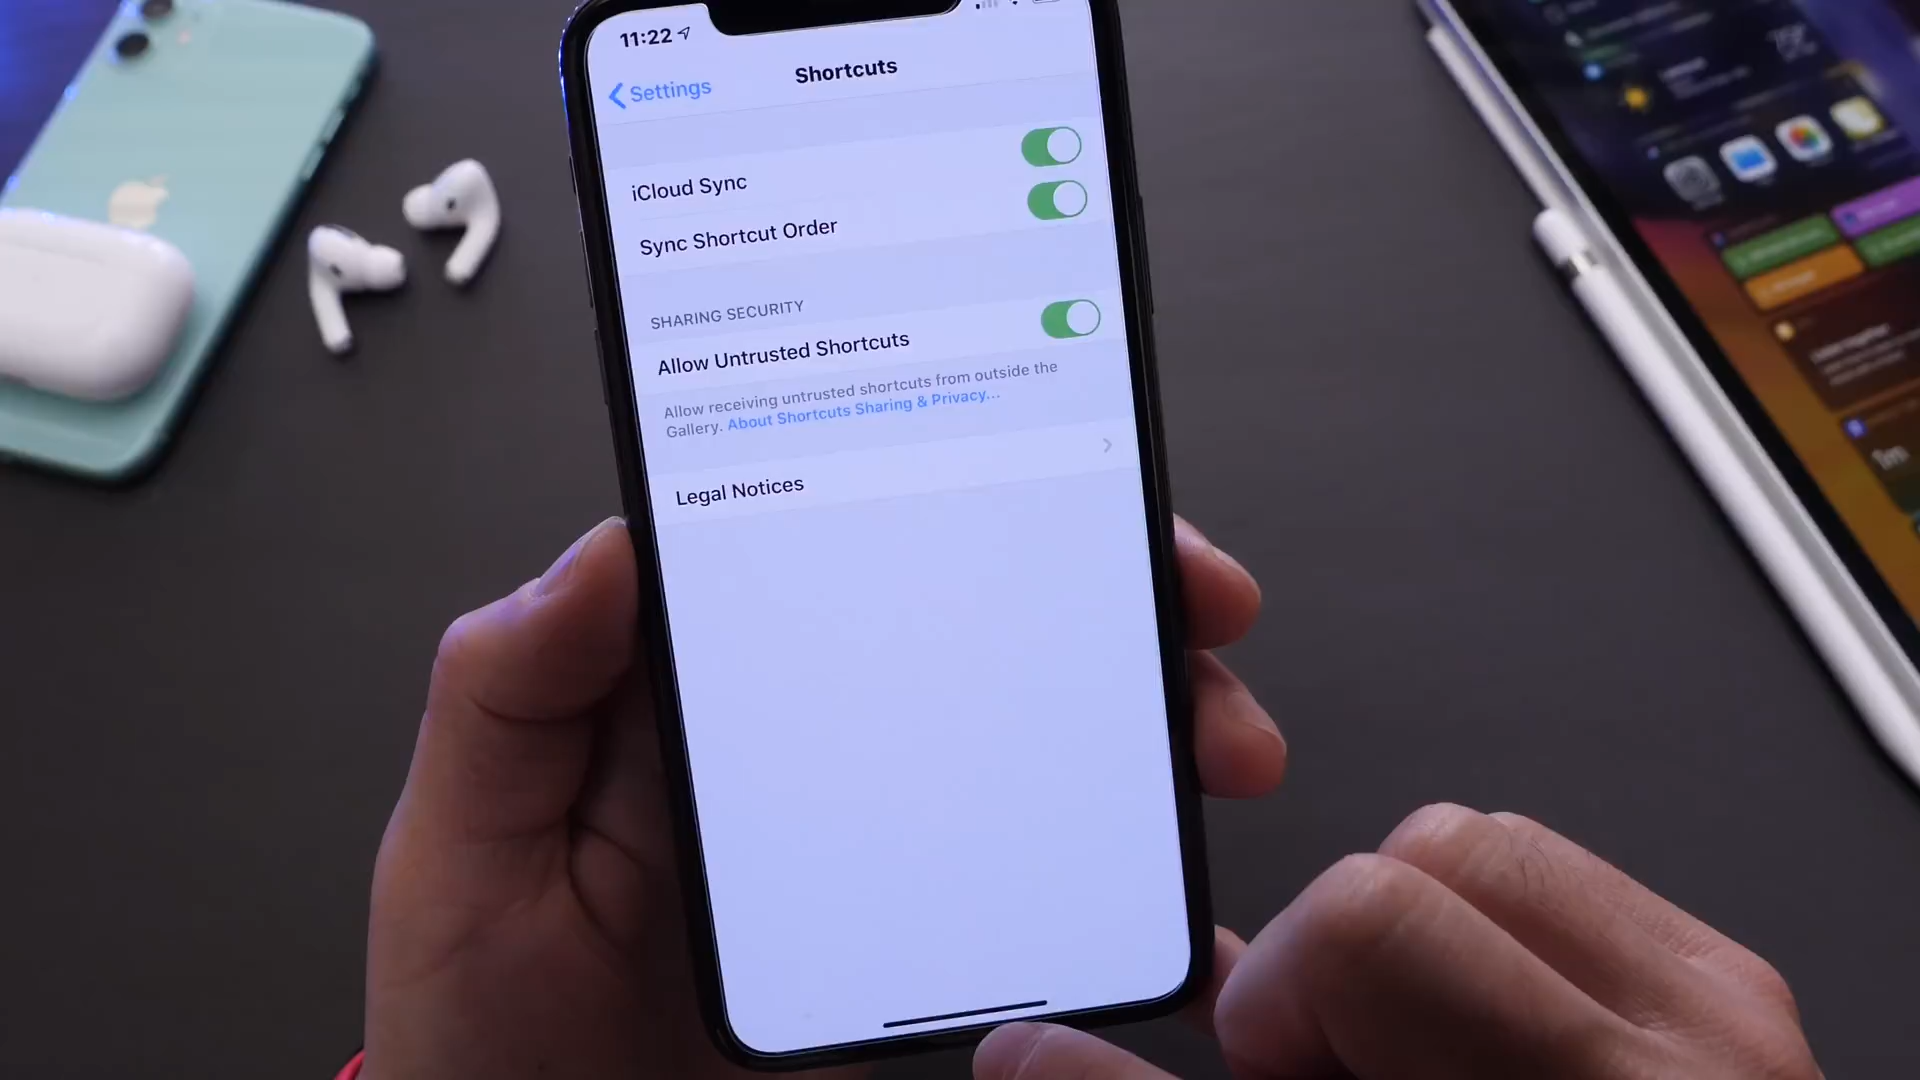 11:22
Settings
Shortcuts
iCloud Sync
Sync Shortcut Order
SHARING SECURITY
Allow Untrusted Shortcuts
Allow receiving untrusted shortcuts from outside the
Gallery. About Shortcuts Sharing & Privacy...
Legal Notices
1m